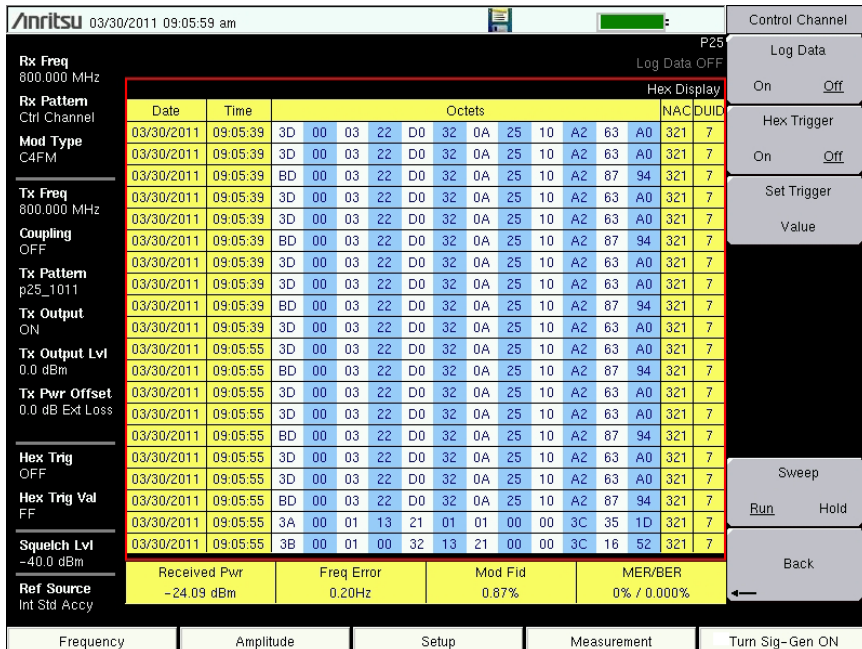 Anritsu 03/30/2011 09:05:59 am
Control Channel
P25
Log Data OFF
Rx Freq
800.000 MHz
Rx Pattern
Ctrl Channel
Mod Type
C4FM
Tx Freq
800.000 MHz
Coupling
OFF
Tx Pattern
p25_1011
Tx Output
ON
Tx Output Lvl
0.0 dBm
Tx Pwr Offset
0.0 dB Ext Loss
Hex Trig
OFF
Hex Trig Val
FF
Squelch Lvl
-40.0 dBm
Ref Source
Int Std Accy
Hex Display
Date Time Octets NAC DUID
03/30/2011 09:05:39 3D 00 03 22 D0 32 0A 25 10 A2 63 A0 321 7
03/30/2011 09:05:39 3D 00 03 22 D0 32 0A 25 10 A2 63 A0 321 7
03/30/2011 09:05:39 BD 00 03 22 D0 32 0A 25 10 A2 87 94 321 7
03/30/2011 09:05:39 3D 00 03 22 D0 32 0A 25 10 A2 63 A0 321 7
03/30/2011 09:05:39 3D 00 03 22 D0 32 0A 25 10 A2 63 A0 321 7
03/30/2011 09:05:39 BD 00 03 22 D0 32 0A 25 10 A2 87 94 321 7
03/30/2011 09:05:39 3D 00 03 22 D0 32 0A 25 10 A2 63 A0 321 7
03/30/2011 09:05:39 3D 00 03 22 D0 32 0A 25 10 A2 63 A0 321 7
03/30/2011 09:05:39 BD 00 03 22 D0 32 0A 25 10 A2 87 94 321 7
03/30/2011 09:05:39 3D 00 03 22 D0 32 0A 25 10 A2 63 A0 321 7
03/30/2011 09:05:55 3D 00 03 22 D0 32 0A 25 10 A2 63 A0 321 7
03/30/2011 09:05:55 BD 00 03 22 D0 32 0A 25 10 A2 87 94 321 7
03/30/2011 09:05:55 3D 00 03 22 D0 32 0A 25 10 A2 63 A0 321 7
03/30/2011 09:05:55 3D 00 03 22 D0 32 0A 25 10 A2 63 A0 321 7
03/30/2011 09:05:55 BD 00 03 22 D0 32 0A 25 10 A2 87 94 321 7
03/30/2011 09:05:55 3D 00 03 22 D0 32 0A 25 10 A2 63 A0 321 7
03/30/2011 09:05:55 3D 00 03 22 D0 32 0A 25 10 A2 63 A0 321 7
03/30/2011 09:05:55 BD 00 03 22 D0 32 0A 25 10 A2 87 94 321 7
03/30/2011 09:05:55 3A 00 01 13 21 01 01 00 00 3C 35 1D 321 7
03/30/2011 09:05:55 3B 00 01 00 32 13 21 00 00 3C 16 52 321 7
Received Pwr Freq Error Mod Fid MER/BER
-24.09 dBm 0.20Hz 0.87% 0% / 0.000%
Log Data
On Off
Hex Trigger
On Off
Set Trigger
Value
Sweep
Run Hold
Back
Frequency Amplitude Setup Measurement Turn Sig-Gen ON